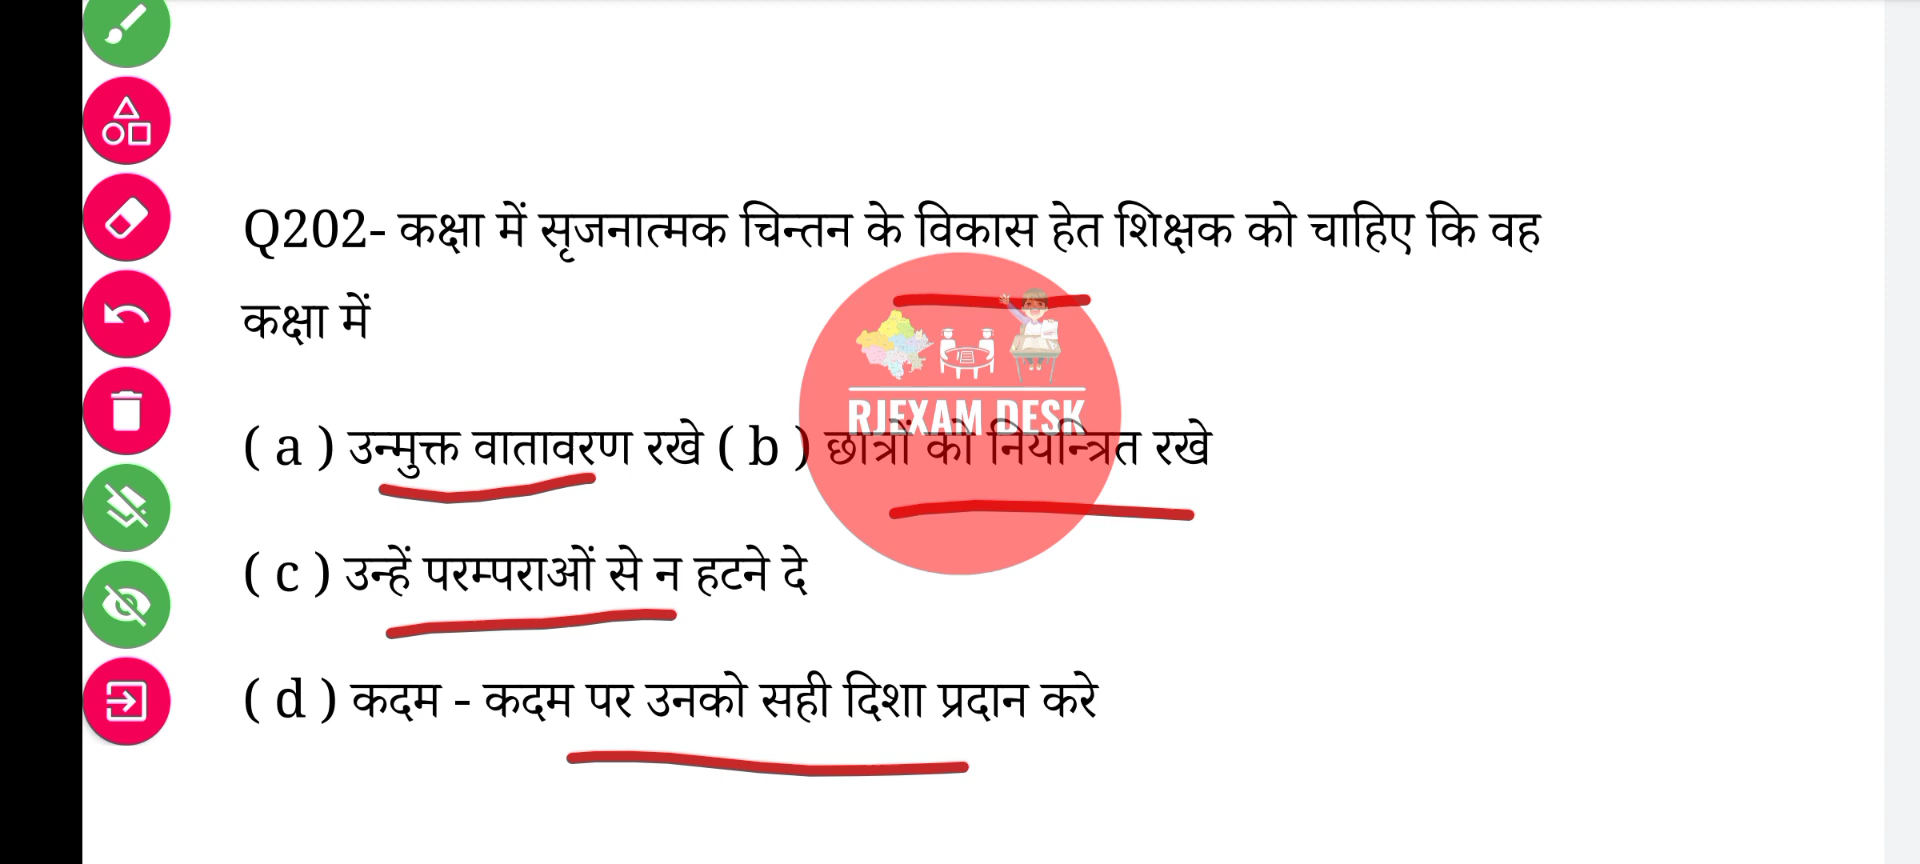 Q202- कक्षा में सृजनात्मक चिन्तन के विकास हेत शिक्षक को चाहिए कि वह
कक्षा में
RJEXAM DESK
( a ) उन्मुक्त वातावरण रखे ( b ) छात्रों को नियन्त्रित रखे
( c ) उन्हें परम्पराओं से न हटने दे
( d ) कदम - कदम पर उनको सही दिशा प्रदान करे